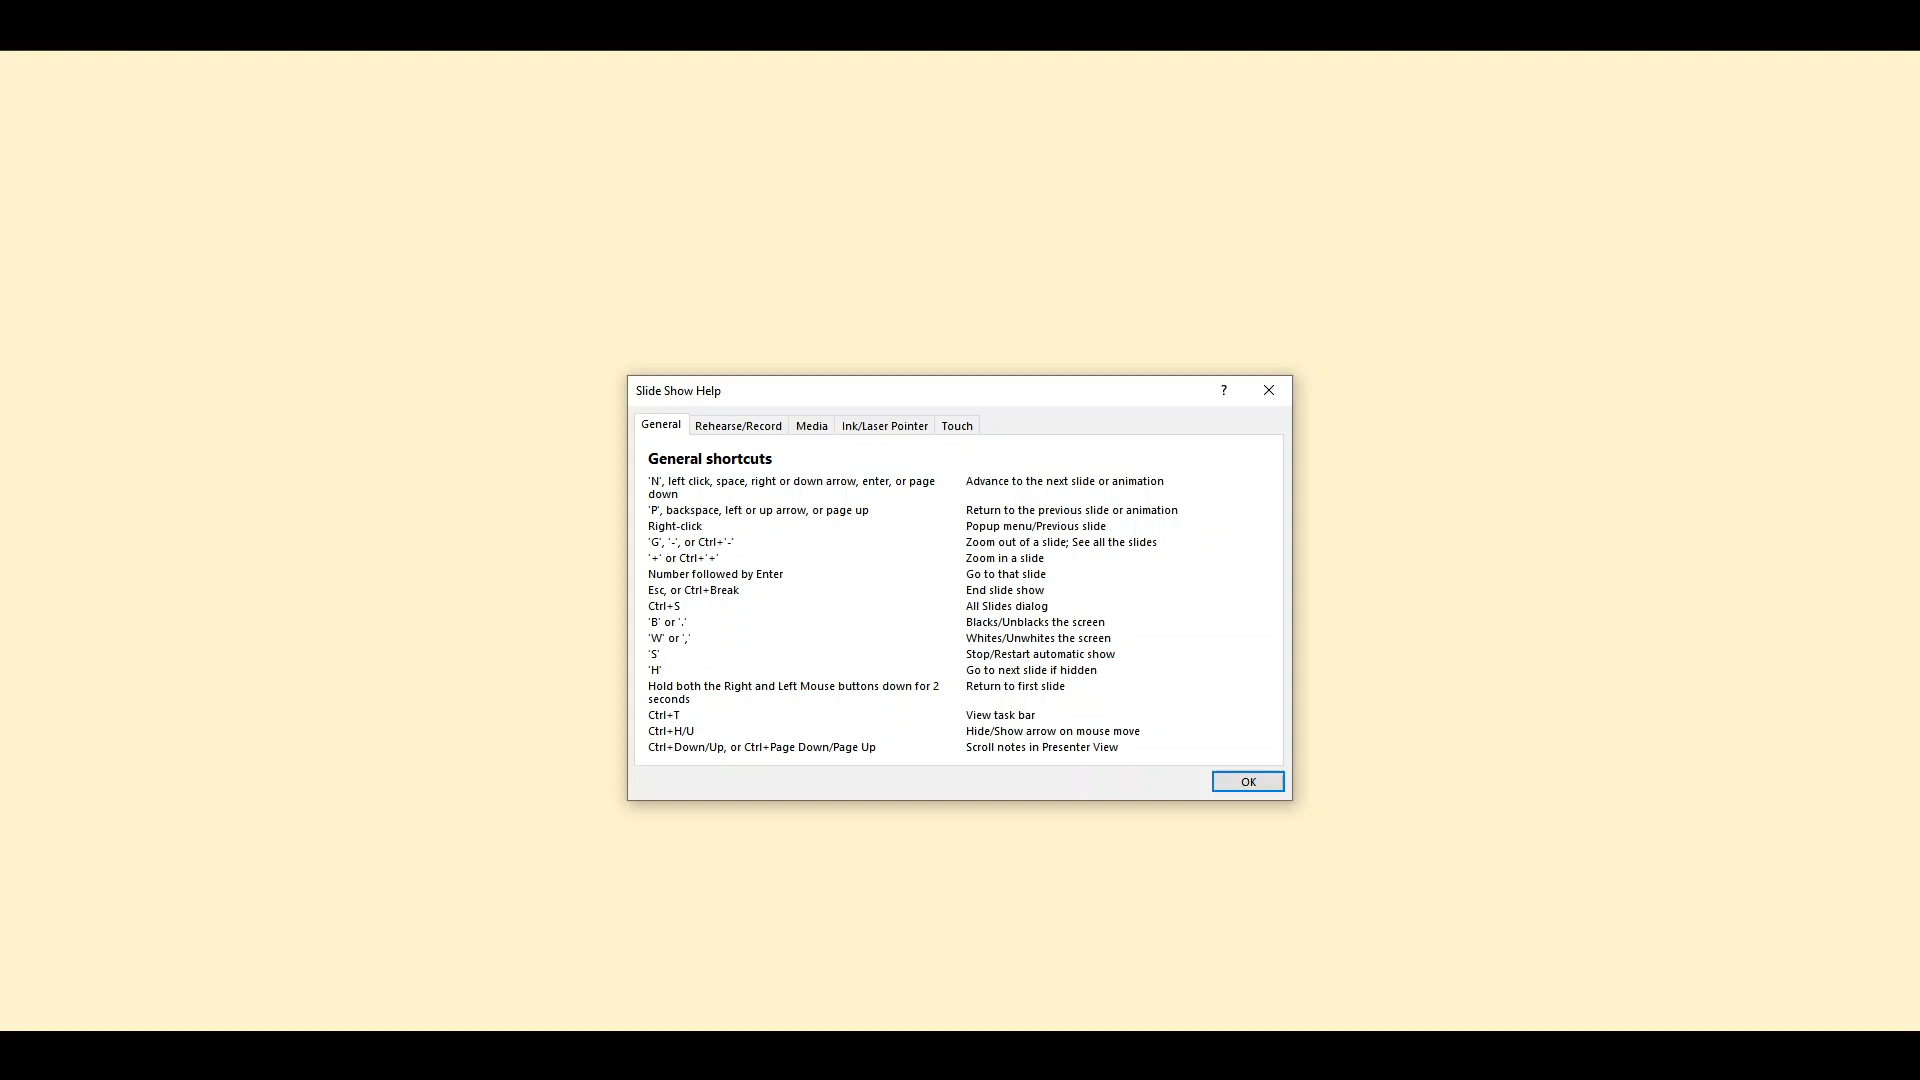 Slide Show Help ?
General Rehearse/Record Media Ink/Laser Pointer Touch
General shortcuts
'N', left click, space, right or down arrow, enter, or page Advance to the next slide or animation
down
'P', backspace, left or up arrow, or page up Return to the previous slide or animation
Right-click Popup menu/Previous slide
'G', '-', or Ctrl+'-' Zoom out of a slide; See all the slides
'+' or Ctrl+'+' Zoom in a slide
Number followed by Enter Go to that slide
Esc, or Ctrl+Break End slide show
Ctrl+S All Slides dialog
'B' or '.' Blacks/Unblacks the screen
'W' or ',' Whites/Unwhites the screen
'S' Stop/Restart automatic show
'H' Go to next slide if hidden
Hold both the Right and Left Mouse buttons down for 2 Return to first slide
seconds
Ctrl+T View task bar
Ctrl+H/U Hide/Show arrow on mouse move
Ctrl+Down/Up, or Ctrl+Page Down/Page Up Scroll notes in Presenter View
OK